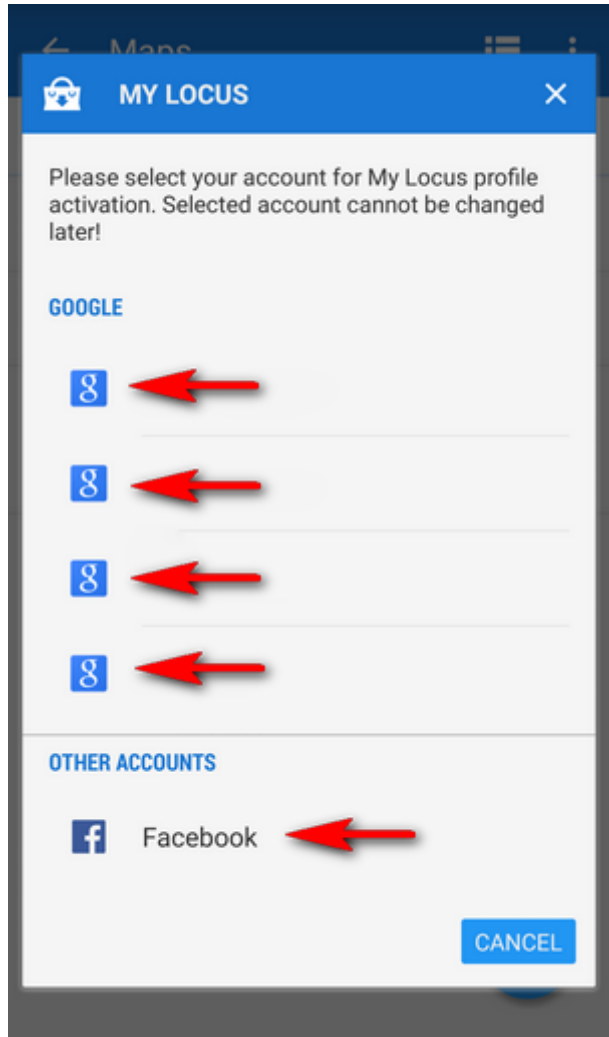 Maps
MY LOCUS
Please select your account for My Locus profile
activation. Selected account cannot be changed
later!
GOOGLE
g
g
g
g
OTHER ACCOUNTS
f
Facebook
CANCEL